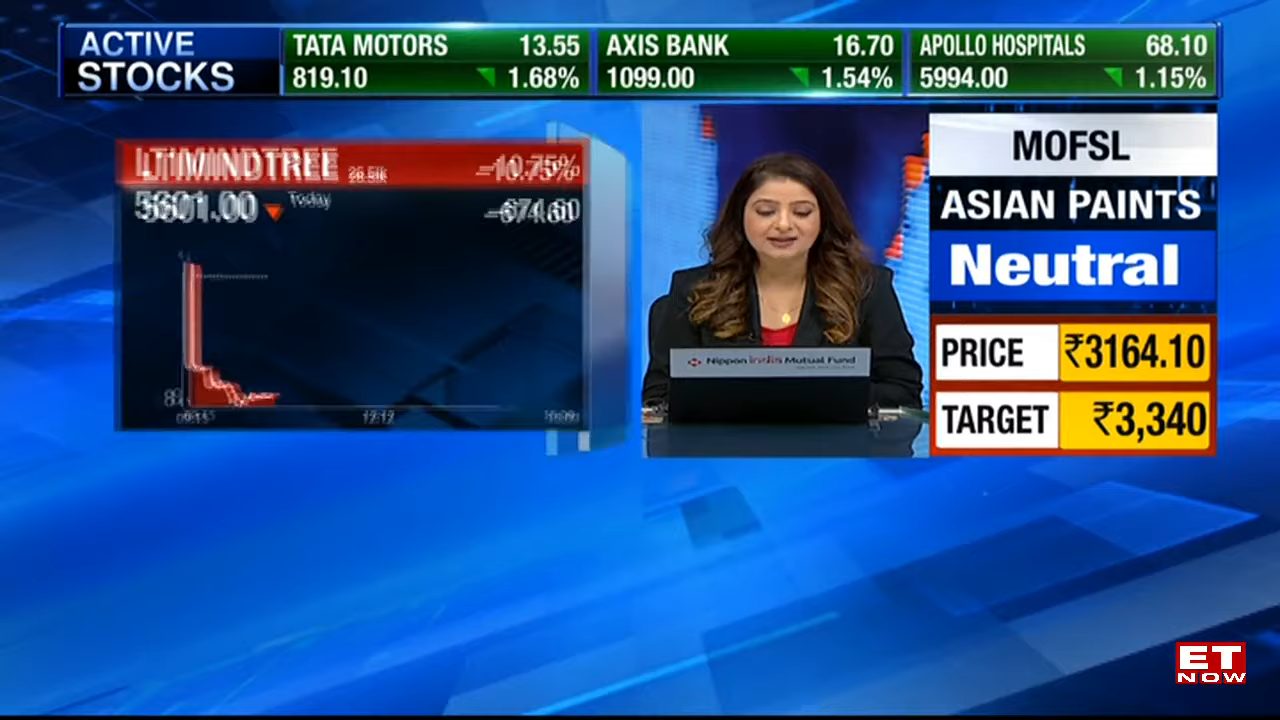 ACTIVE
STOCKS
TATA MOTORS 13.55
819.10 1.68%
AXIS BANK 16.70
1099.00 1.54%
APOLLO HOSPITALS 68.10
5994.00 1.15%
LTIMINDTREE -10.75%
5601.00 Today -674.60
09:15 12:12
MOFSL
ASIAN PAINTS
Neutral
PRICE ₹3164.10
TARGET ₹3,340
Nippon India Mutual Fund
ET
NOW